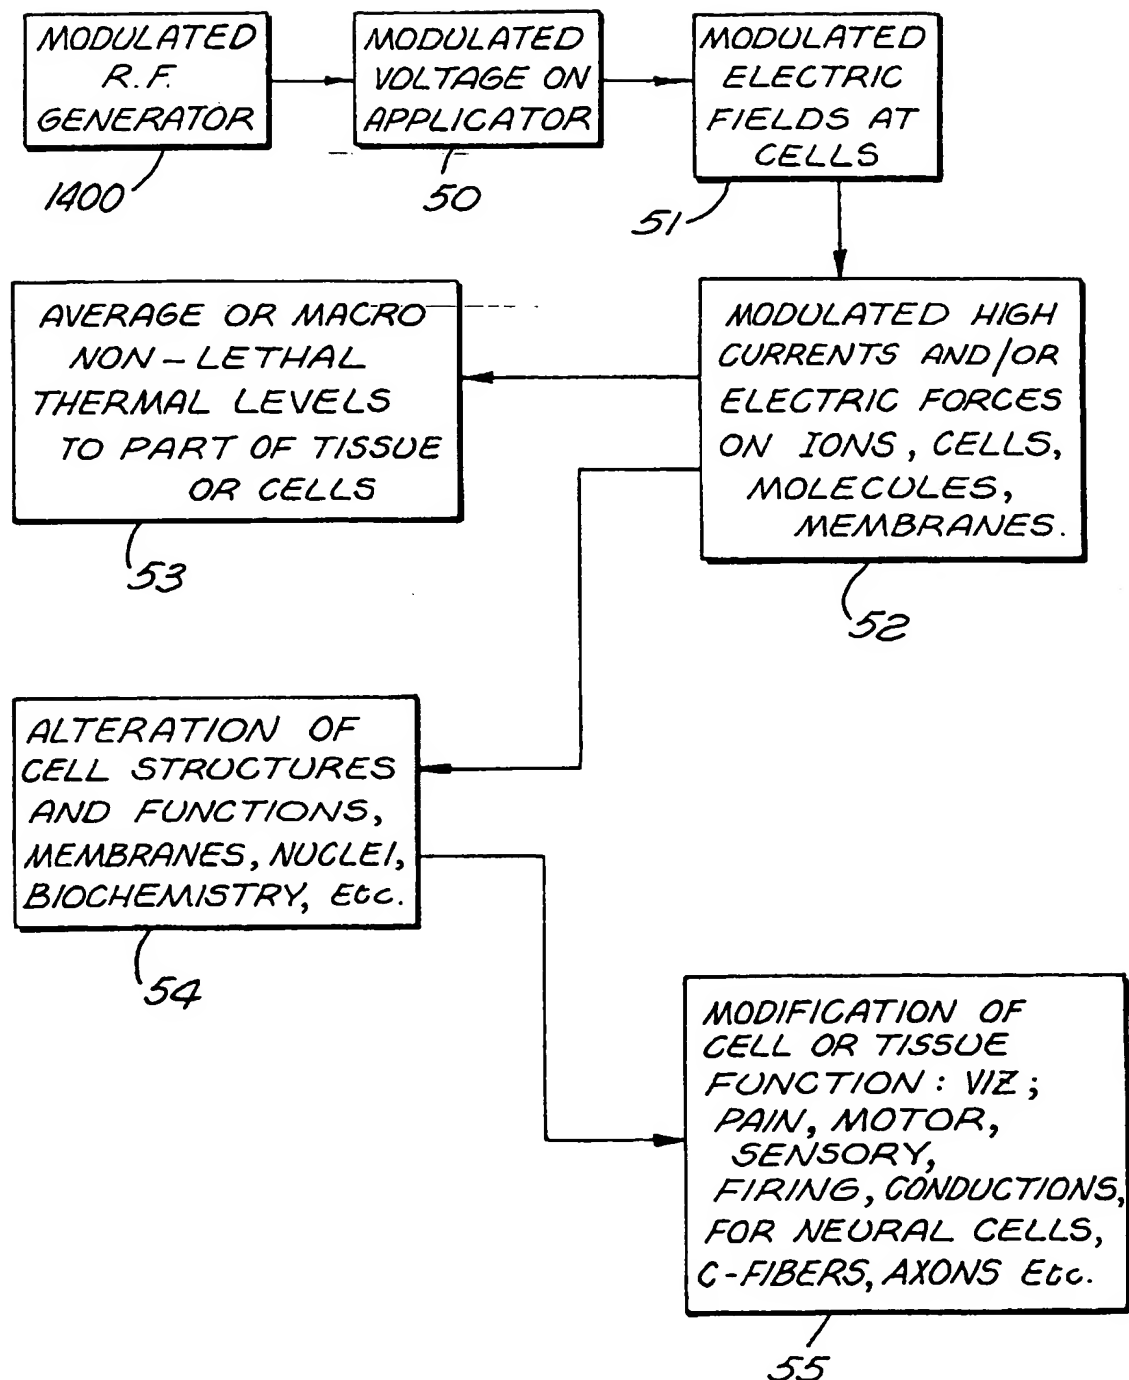 MODULATED
R.F.
GENERATOR
1400
MODULATED
VOLTAGE ON
APPLICATOR
50
MODULATED
ELECTRIC
FIELDS AT
CELLS
51
MODULATED HIGH
CURRENTS AND/OR
ELECTRIC FORCES
ON IONS, CELLS,
MOLECULES,
MEMBRANES.
52
AVERAGE OR MACRO
NON-LETHAL
THERMAL LEVELS
TO PART OF TISSUE
OR CELLS
53
ALTERATION OF
CELL STRUCTURES
AND FUNCTIONS,
MEMBRANES, NUCLEI,
BIOCHEMISTRY, Etc.
54
MODIFICATION OF
CELL OR TISSUE
FUNCTION: VIZ;
PAIN, MOTOR,
SENSORY,
FIRING, CONDUCTIONS,
FOR NEURAL CELLS,
C-FIBERS, AXONS Etc.
55